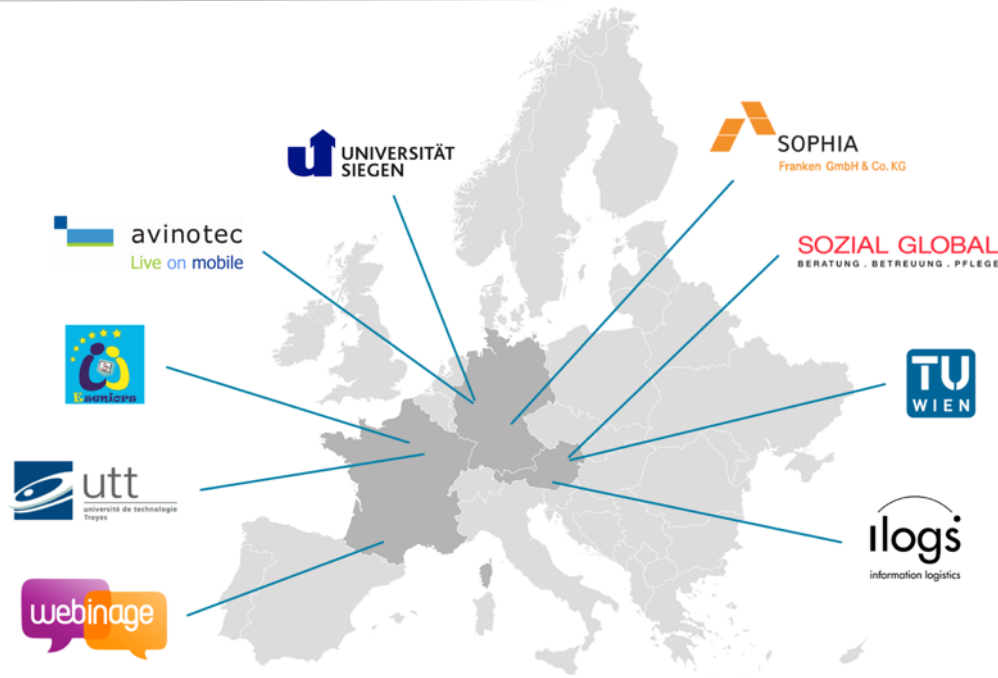 UNIVERSITÄT
SIEGEN
SOPHIA
Franken GmbH & Co. KG
avinotec
Live on mobile
SOZIAL GLOBAL
BERATUNG . BETREUUNG . PFLEGE
Eseniors
TU
WIEN
utt
université de technologie
Troyes
ilogs
information logistics
webinage